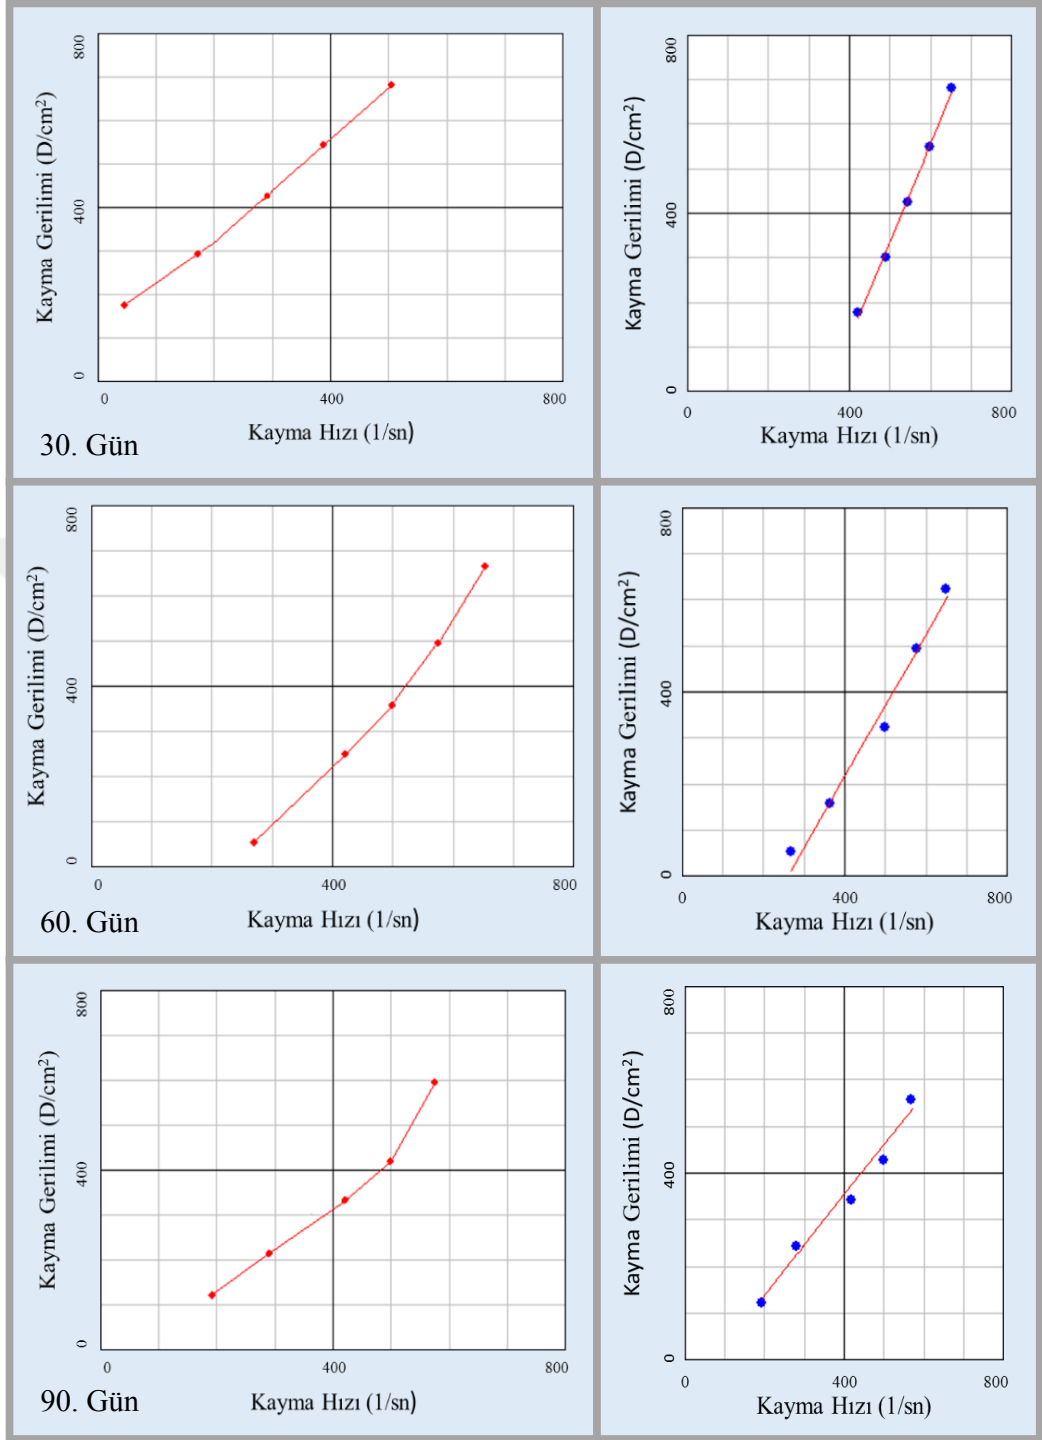 800
400
0
Kayma Gerilimi (D/cm²)
0 400 800
Kayma Hızı (1/sn)
30. Gün
800
400
0
Kayma Gerilimi (D/cm²)
0 400 800
Kayma Hızı (1/sn)
800
400
0
Kayma Gerilimi (D/cm²)
0 400 800
Kayma Hızı (1/sn)
60. Gün
800
400
0
Kayma Gerilimi (D/cm²)
0 400 800
Kayma Hızı (1/sn)
800
400
0
Kayma Gerilimi (D/cm²)
0 400 800
Kayma Hızı (1/sn)
90. Gün
800
400
0
Kayma Gerilimi (D/cm²)
0 400 800
Kayma Hızı (1/sn)